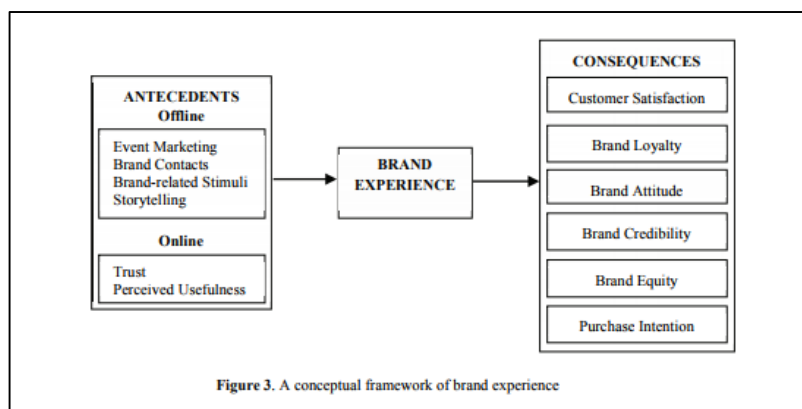 ANTECEDENTS
Offline
Event Marketing
Brand Contacts
Brand-related Stimuli
Storytelling
Online
Trust
Perceived Usefulness
BRAND
EXPERIENCE
CONSEQUENCES
Customer Satisfaction
Brand Loyalty
Brand Attitude
Brand Credibility
Brand Equity
Purchase Intention
Figure 3. A conceptual framework of brand experience